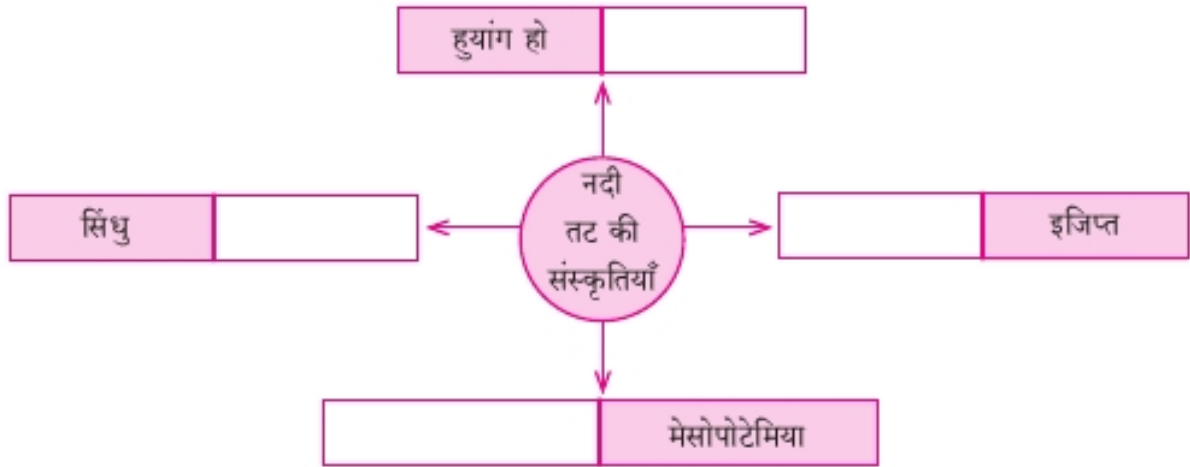 हुयांग हो
सिंधु
नदी
तट की
संस्कृतियाँ
इजिप्त
मेसोपोटेमिया